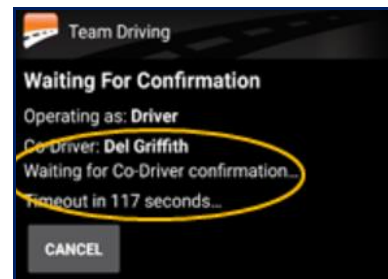 Team Driving
Waiting For Confirmation
Operating as: Driver
Co-Driver: Del Griffith
Waiting for Co-Driver confirmation...
Timeout in 117 seconds...
CANCEL